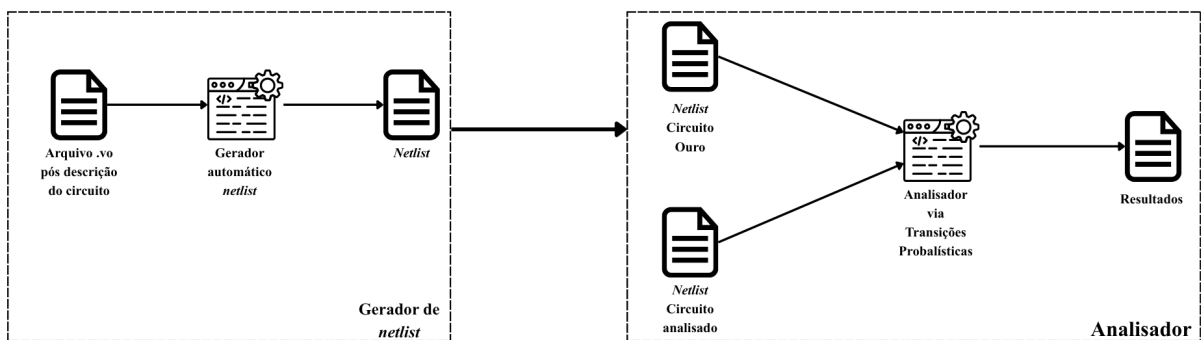 Arquivo .vo
pós descrição
do circuito
</>
Gerador
automático
netlist
Netlist
Gerador de
netlist
Netlist
Circuito
Ouro
Netlist
Circuito
analisado
</>
Analisador
via
Transições
Probalísticas
Resultados
Analisador